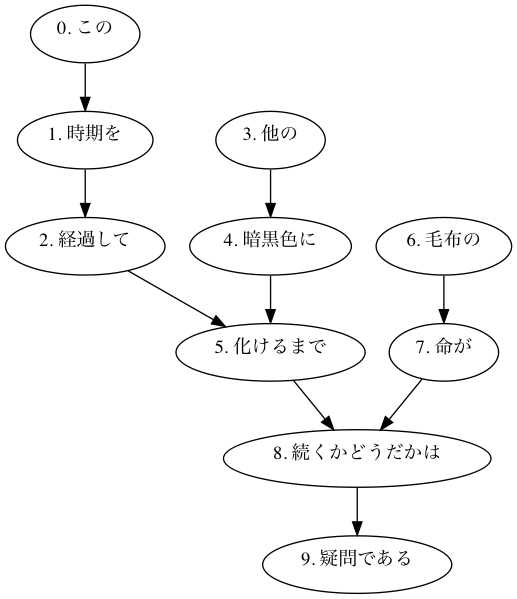 0. この
1. 時期を
3. 他の
2. 経過して
4. 暗黒色に
6. 毛布の
5. 化けるまで
7. 命が
8. 続くかどうだかは
9. 疑問である